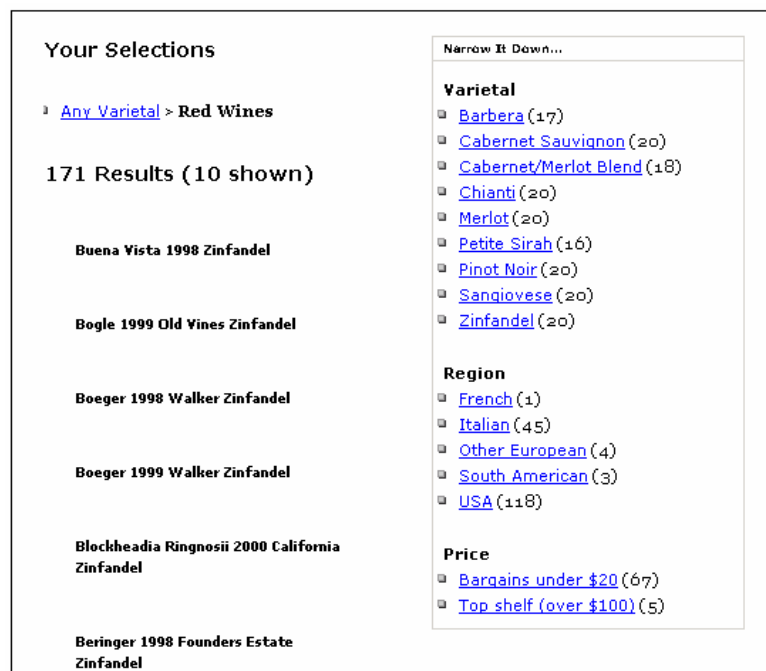 Your Selections
Any Varietal > Red Wines
171 Results (10 shown)
Buena Vista 1998 Zinfandel
Bogle 1999 Old Vines Zinfandel
Boeger 1998 Walker Zinfandel
Boeger 1999 Walker Zinfandel
Blockheadia Ringnosii 2000 California
Zinfandel
Beringer 1998 Founders Estate
Zinfandel
Narrow It Down...
Varietal
Barbera (17)
Cabernet Sauvignon (20)
Cabernet/Merlot Blend (18)
Chianti (20)
Merlot (20)
Petite Sirah (16)
Pinot Noir (20)
Sangiovese (20)
Zinfandel (20)
Region
French (1)
Italian (45)
Other European (4)
South American (3)
USA (118)
Price
Bargains under $20 (67)
Top shelf (over $100) (5)